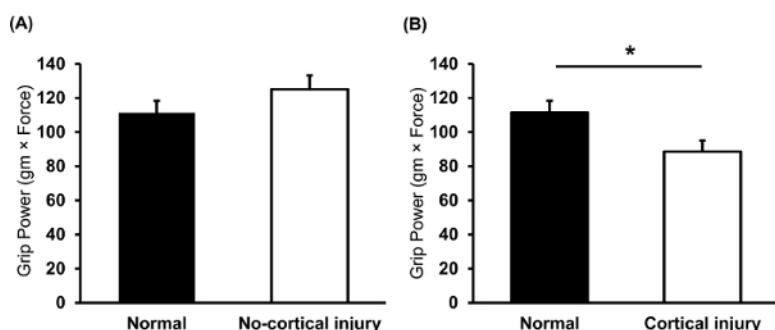 (A)
Grip Power (gm × Force)
140
120
100
80
60
40
20
0
Normal No-cortical injury
(B)
*
Grip Power (gm × Force)
140
120
100
80
60
40
20
0
Normal Cortical injury